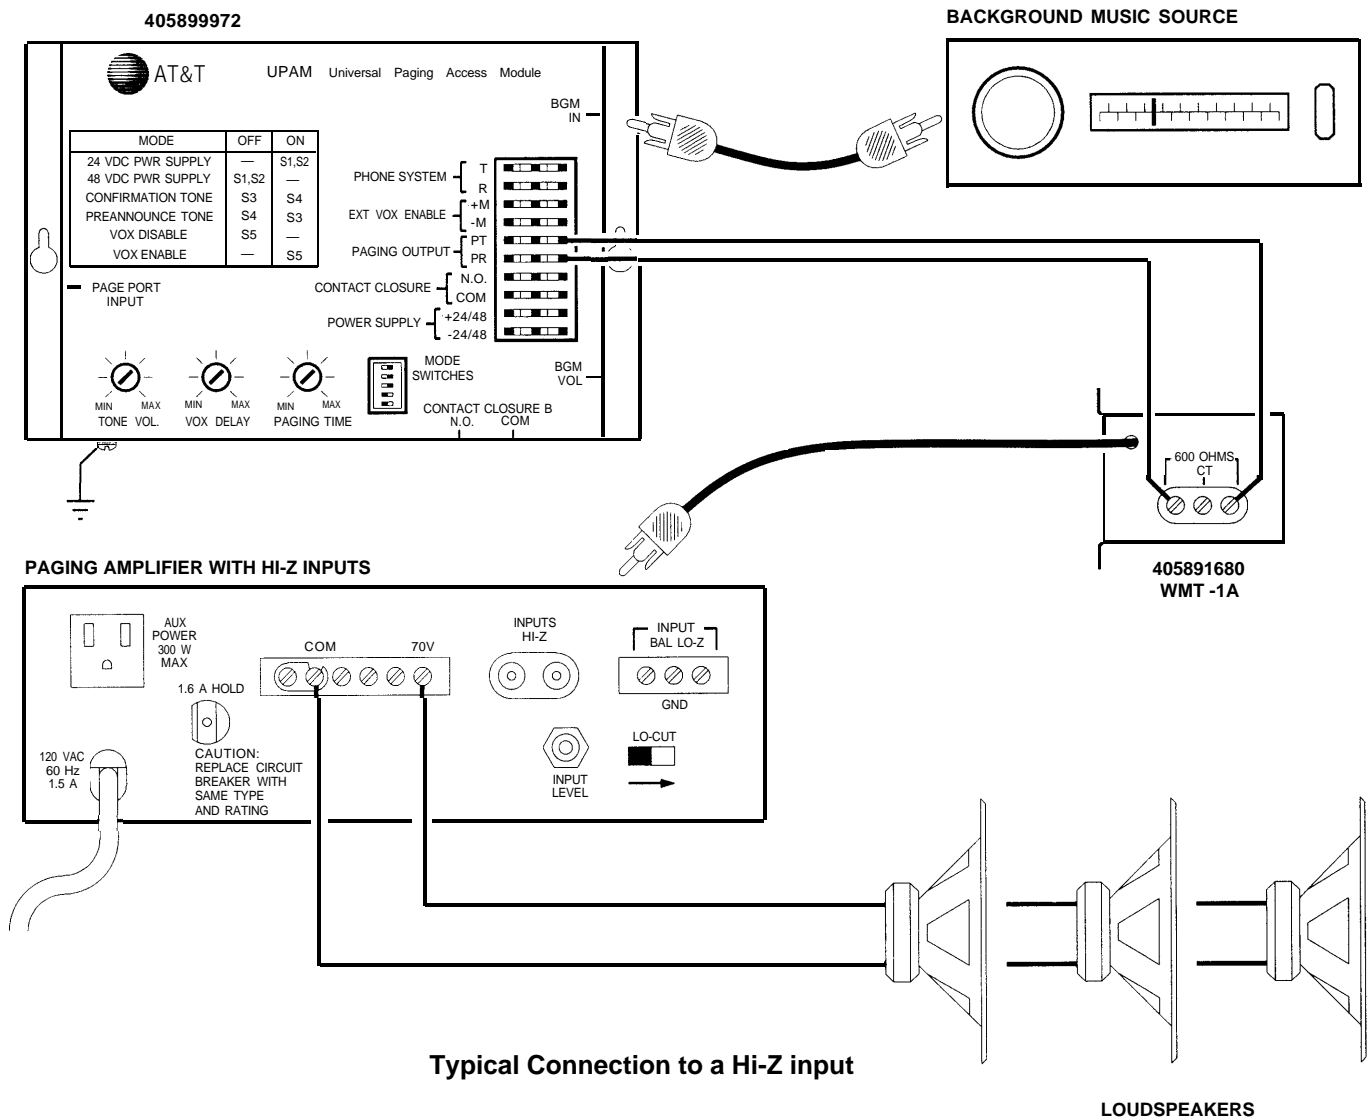 405899972
BACKGROUND MUSIC SOURCE
AT&T
UPAM Universal Paging Access Module
BGM
IN
MODE OFF ON
24 VDC PWR SUPPLY — S1,S2
48 VDC PWR SUPPLY S1,S2 —
CONFIRMATION TONE S3 S4
PREANNOUNCE TONE S4 S3
VOX DISABLE S5 —
VOX ENABLE — S5
PHONE SYSTEM
T
R
EXT VOX ENABLE
+M
-M
PAGING OUTPUT
PT
PR
CONTACT CLOSURE
N.O.
COM
POWER SUPPLY
+24/48
-24/48
PAGE PORT
INPUT
MODE
SWITCHES
BGM
VOL
MIN MAX
TONE VOL.
MIN MAX
VOX DELAY
MIN MAX
PAGING TIME
CONTACT CLOSURE B
N.O. COM
600 OHMS
CT
405891680
WMT -1A
PAGING AMPLIFIER WITH HI-Z INPUTS
AUX
POWER
300 W
MAX
COM 70V
INPUTS
HI-Z
INPUT
BAL LO-Z
GND
1.6 A HOLD
CAUTION:
REPLACE CIRCUIT
BREAKER WITH
SAME TYPE
AND RATING
120 VAC
60 Hz
1.5 A
INPUT
LEVEL
LO-CUT
Typical Connection to a Hi-Z input
LOUDSPEAKERS